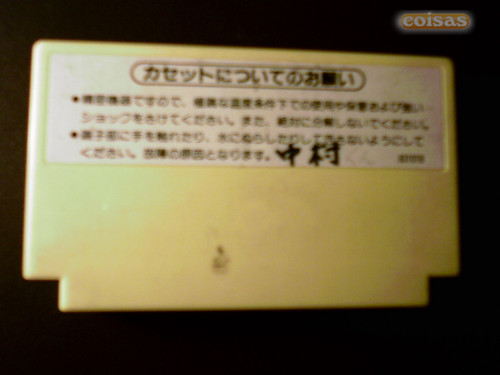 eoisas
カセットについてのお願い
●精密機器ですので、極端な温度条件下での使用や保管および強い
ショックをさけてください。また、絶対に分解しないでください。
●端子部に手を触れたり、水にぬらしたりして汚さないようにして
ください。故障の原因となります。
中村